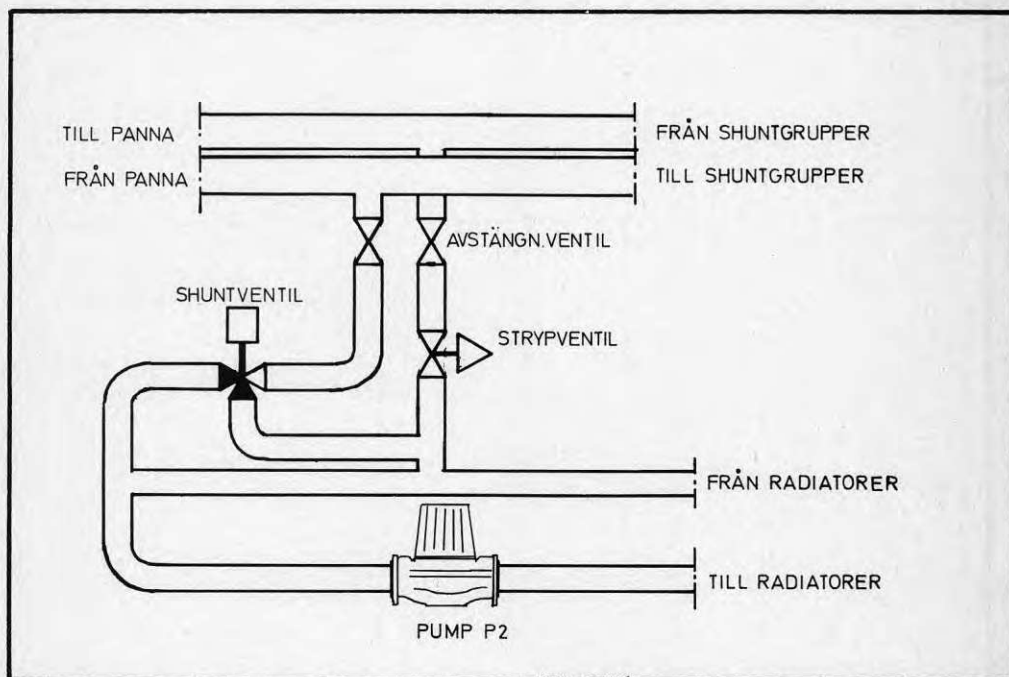 TILL PANNA
FRÅN SHUNTGRUPPER
FRÅN PANNA
TILL SHUNTGRUPPER
AVSTÄNGN.VENTIL
SHUNTVENTIL
STRYPVENTIL
FRÅN RADIATORER
TILL RADIATORER
PUMP P2